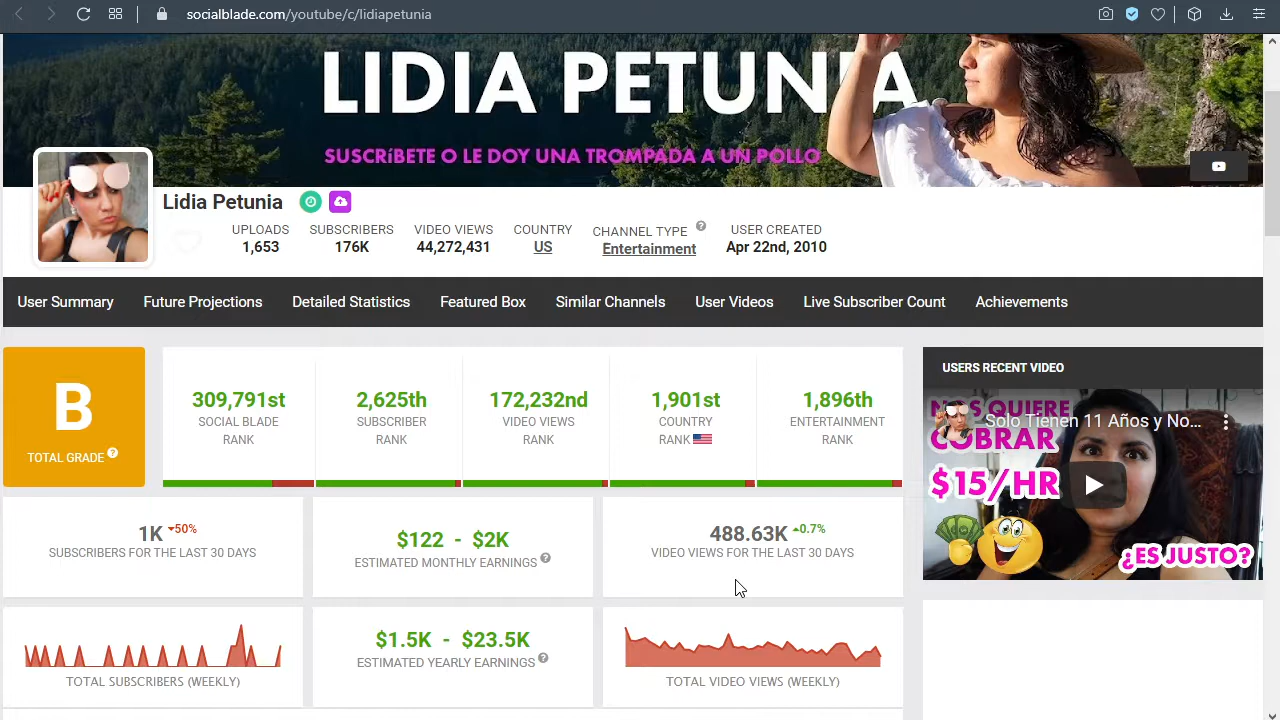 socialblade.com/youtube/c/lidiapetunia
LIDIA PETUNIA
SUSCRíBETE O LE DOY UNA TROMPADA A UN POLLO
Lidia Petunia
UPLOADS
1,653
SUBSCRIBERS
176K
VIDEO VIEWS
44,272,431
COUNTRY
US
CHANNEL TYPE ?
Entertainment
USER CREATED
Apr 22nd, 2010
User Summary
Future Projections
Detailed Statistics
Featured Box
Similar Channels
User Videos
Live Subscriber Count
Achievements
B
TOTAL GRADE ?
309,791st
SOCIAL BLADE
RANK
2,625th
SUBSCRIBER
RANK
172,232nd
VIDEO VIEWS
RANK
1,901st
COUNTRY
RANK
1,896th
ENTERTAINMENT
RANK
USERS RECENT VIDEO
NOS QUIERE
Solo Tienen 11 Años y No...
COBRAR
$15/HR
¿ES JUSTO?
1K 50%
SUBSCRIBERS FOR THE LAST 30 DAYS
$122 - $2K
ESTIMATED MONTHLY EARNINGS ?
488.63K 0.7%
VIDEO VIEWS FOR THE LAST 30 DAYS
TOTAL SUBSCRIBERS (WEEKLY)
$1.5K - $23.5K
ESTIMATED YEARLY EARNINGS ?
TOTAL VIDEO VIEWS (WEEKLY)